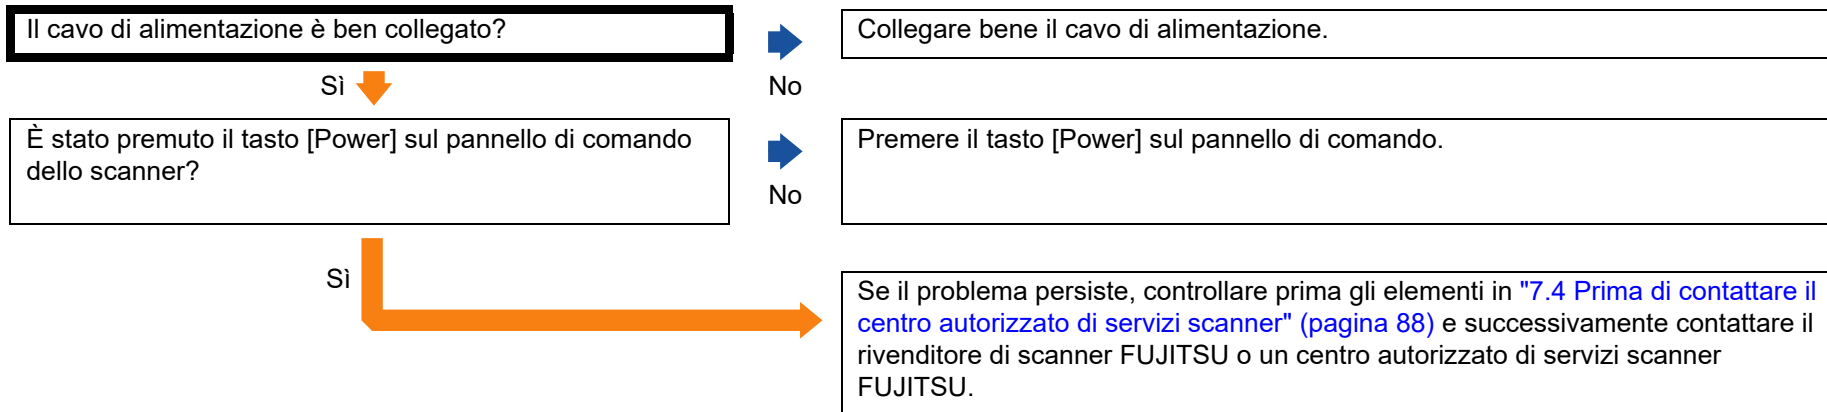 Il cavo di alimentazione è ben collegato?
Collegare bene il cavo di alimentazione.
Sì
No
È stato premuto il tasto [Power] sul pannello di comando
dello scanner?
Premere il tasto [Power] sul pannello di comando.
No
Sì
Se il problema persiste, controllare prima gli elementi in "7.4 Prima di contattare il
centro autorizzato di servizi scanner" (pagina 88) e successivamente contattare il
rivenditore di scanner FUJITSU o un centro autorizzato di servizi scanner
FUJITSU.